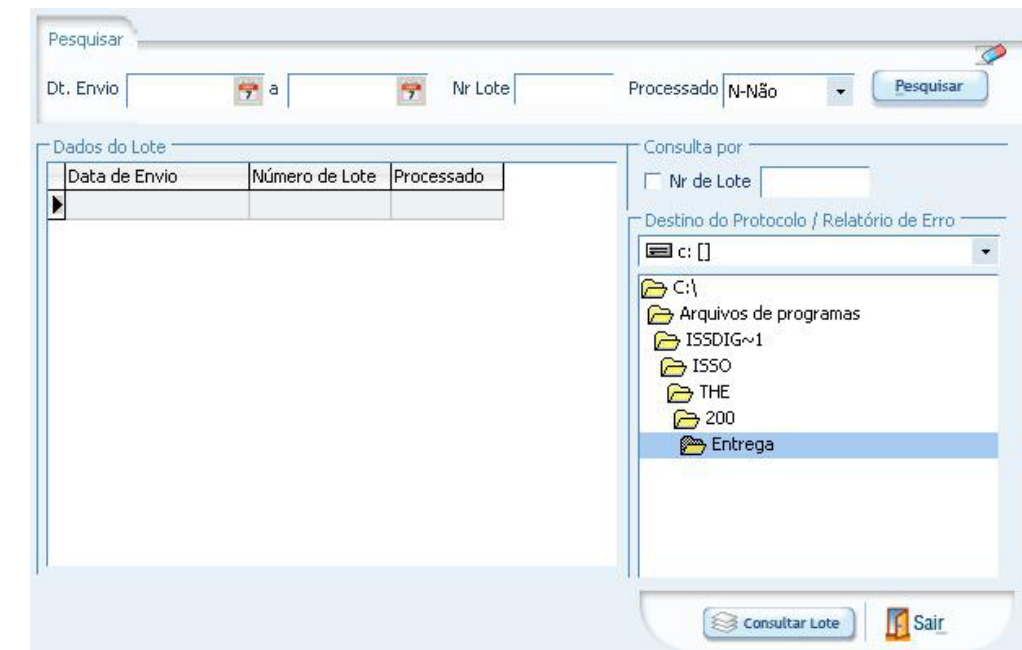 Pesquisar
Dt. Envio 7 a 7 Nr Lote Processado N-Não Pesquisar
Dados do Lote
Data de Envio Número de Lote Processado
Consulta por
Nr de Lote
Destino do Protocolo / Relatório de Erro
c: []
C:\
Arquivos de programas
ISSDIG~1
ISSO
THE
200
Entrega
Consultar Lote Sair